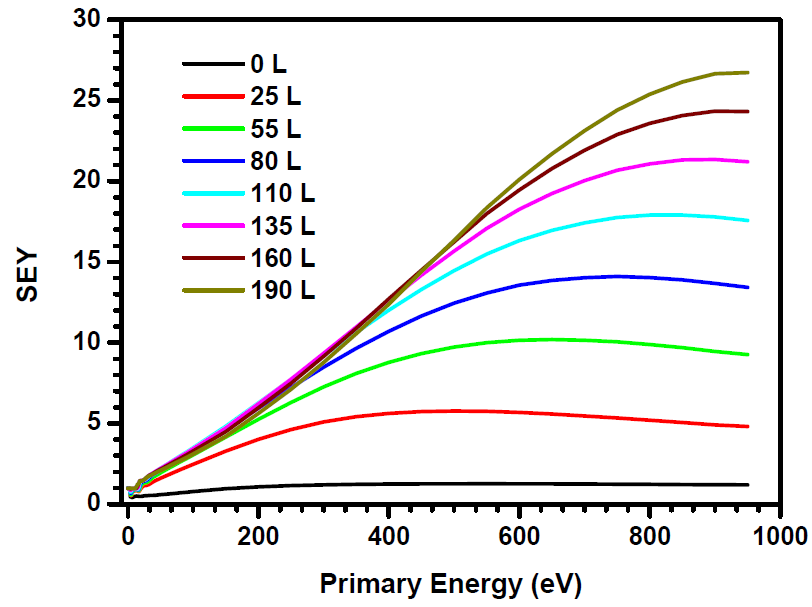 30
25
20
15
10
5
0
SEY
0 L
25 L
55 L
80 L
110 L
135 L
160 L
190 L
0 200 400 600 800 1000
Primary Energy (eV)